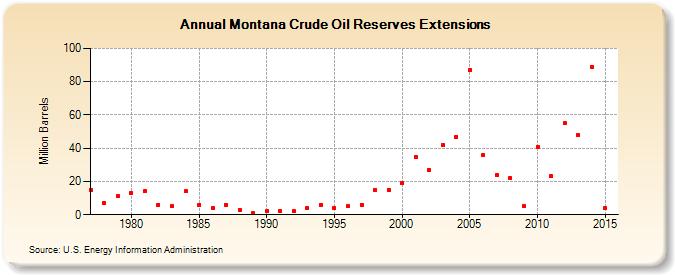 Annual Montana Crude Oil Reserves Extensions
Million Barrels
100
80
60
40
20
0
1980 1985 1990 1995 2000 2005 2010 2015
Source: U.S. Energy Information Administration